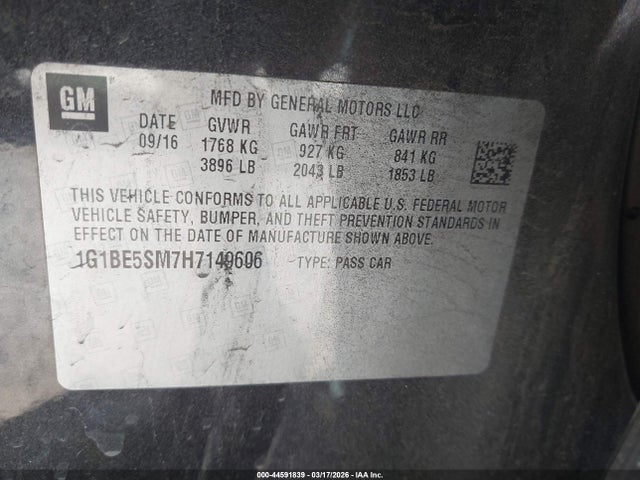 GM
MFD BY GENERAL MOTORS LLC
DATE GVWR GAWR FRT GAWR RR
09/16 1768 KG 927 KG 841 KG
3896 LB 2043 LB 1853 LB
THIS VEHICLE CONFORMS TO ALL APPLICABLE U.S. FEDERAL MOTOR
VEHICLE SAFETY, BUMPER, AND THEFT PREVENTION STANDARDS IN
EFFECT ON THE DATE OF MANUFACTURE SHOWN ABOVE.
1G1BE5SM7H7149606 TYPE: PASS CAR
000-44591839 - 03/17/2026 - IAA Inc.